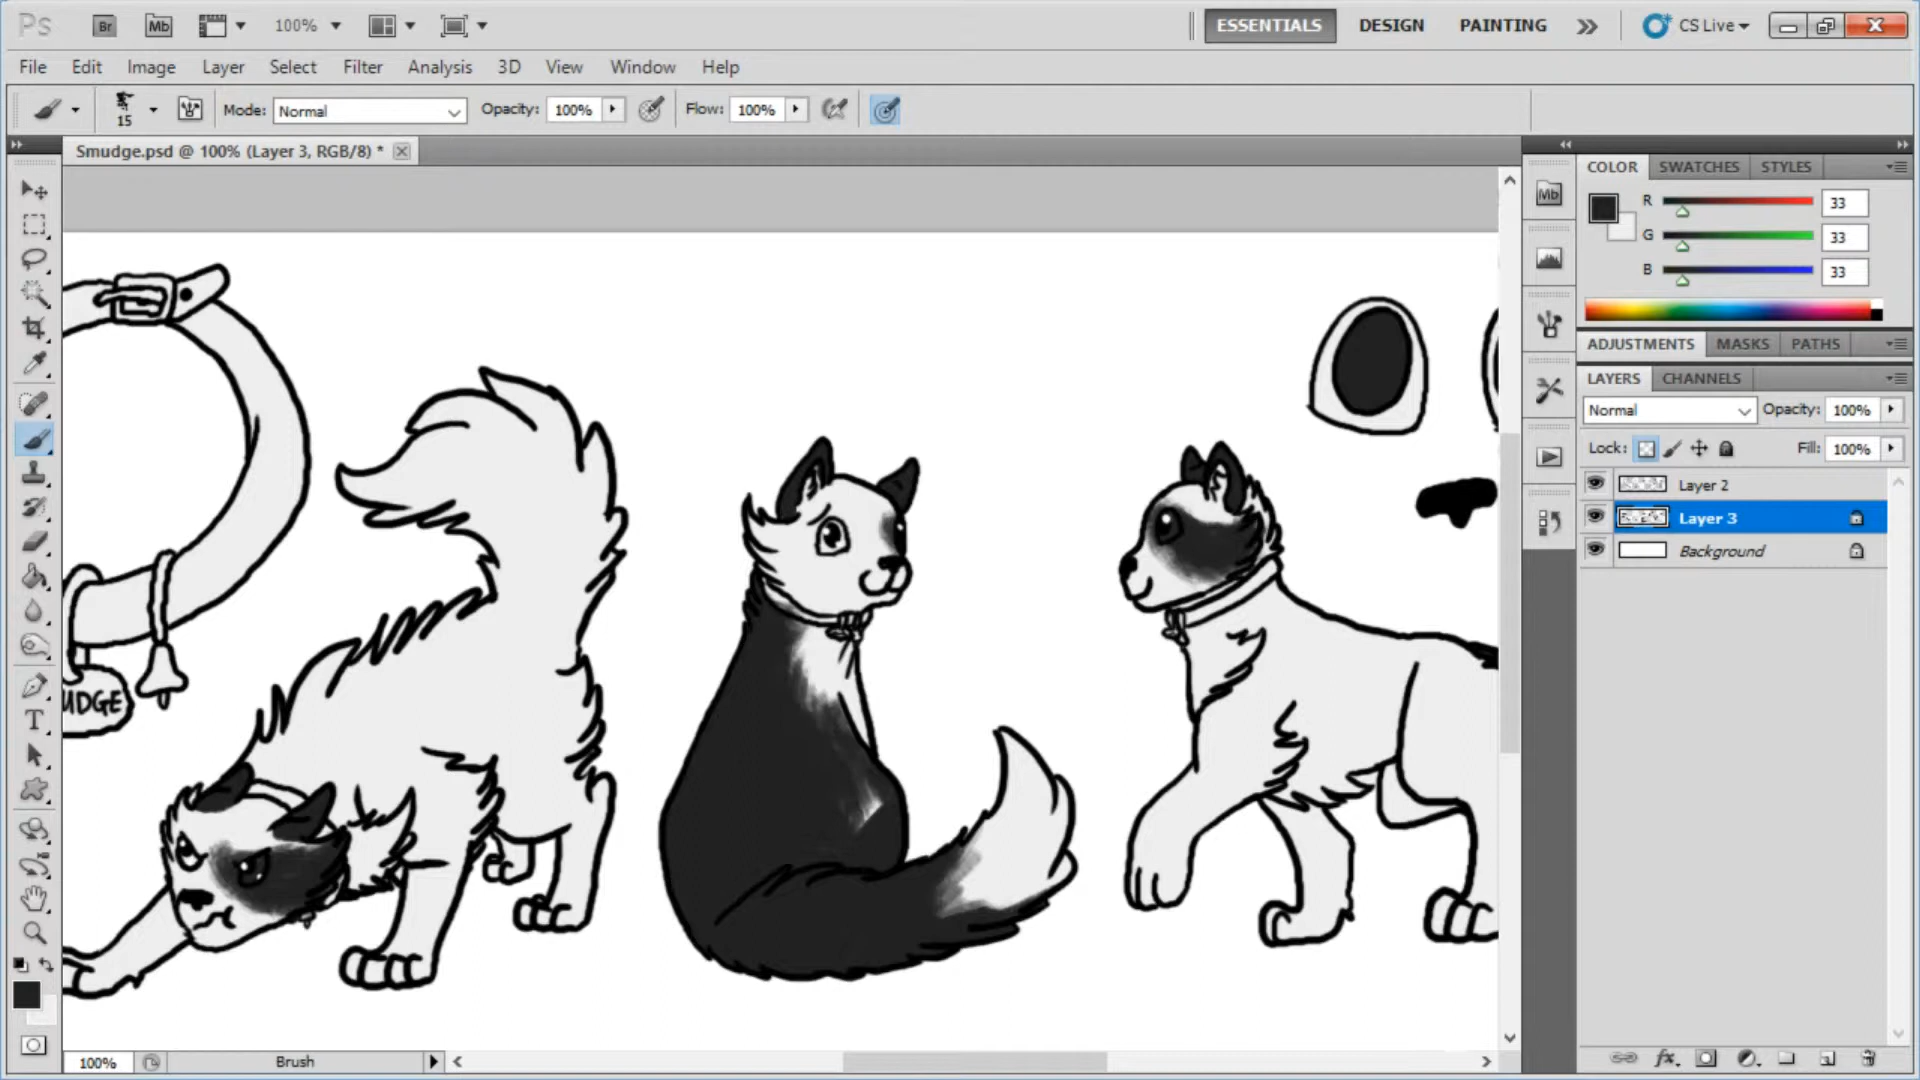 Ps Br Mb 100% ESSENTIALS DESIGN PAINTING CS Live
File Edit Image Layer Select Filter Analysis 3D View Window Help
15 Mode: Normal Opacity: 100% Flow: 100%
Smudge.psd @ 100% (Layer 3, RGB/8) *
COLOR SWATCHES STYLES
Mb
R 33
G 33
B 33
ADJUSTMENTS MASKS PATHS
LAYERS CHANNELS
Normal Opacity: 100%
Lock: Fill: 100%
Layer 2
Layer 3
Background
UDGE
T
fx
100% Brush